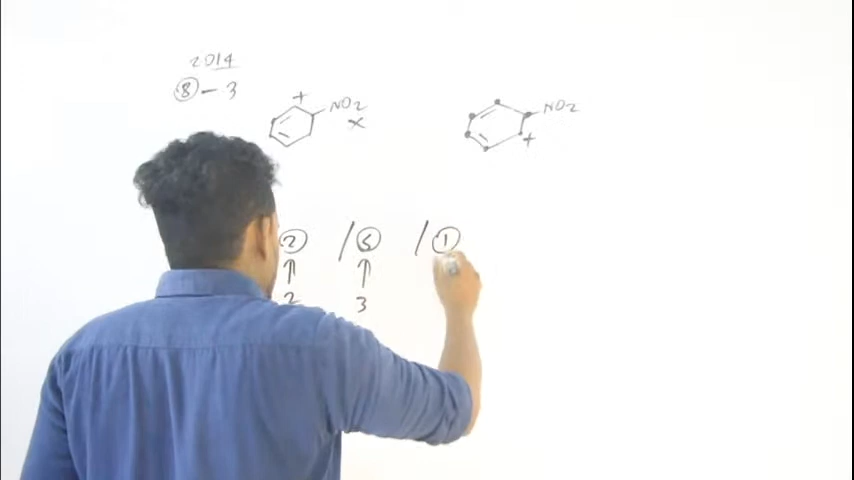 2014
8 - 3
+
NO2
x
NO2
+
2 / 5 / 1
↑ ↑
2 3